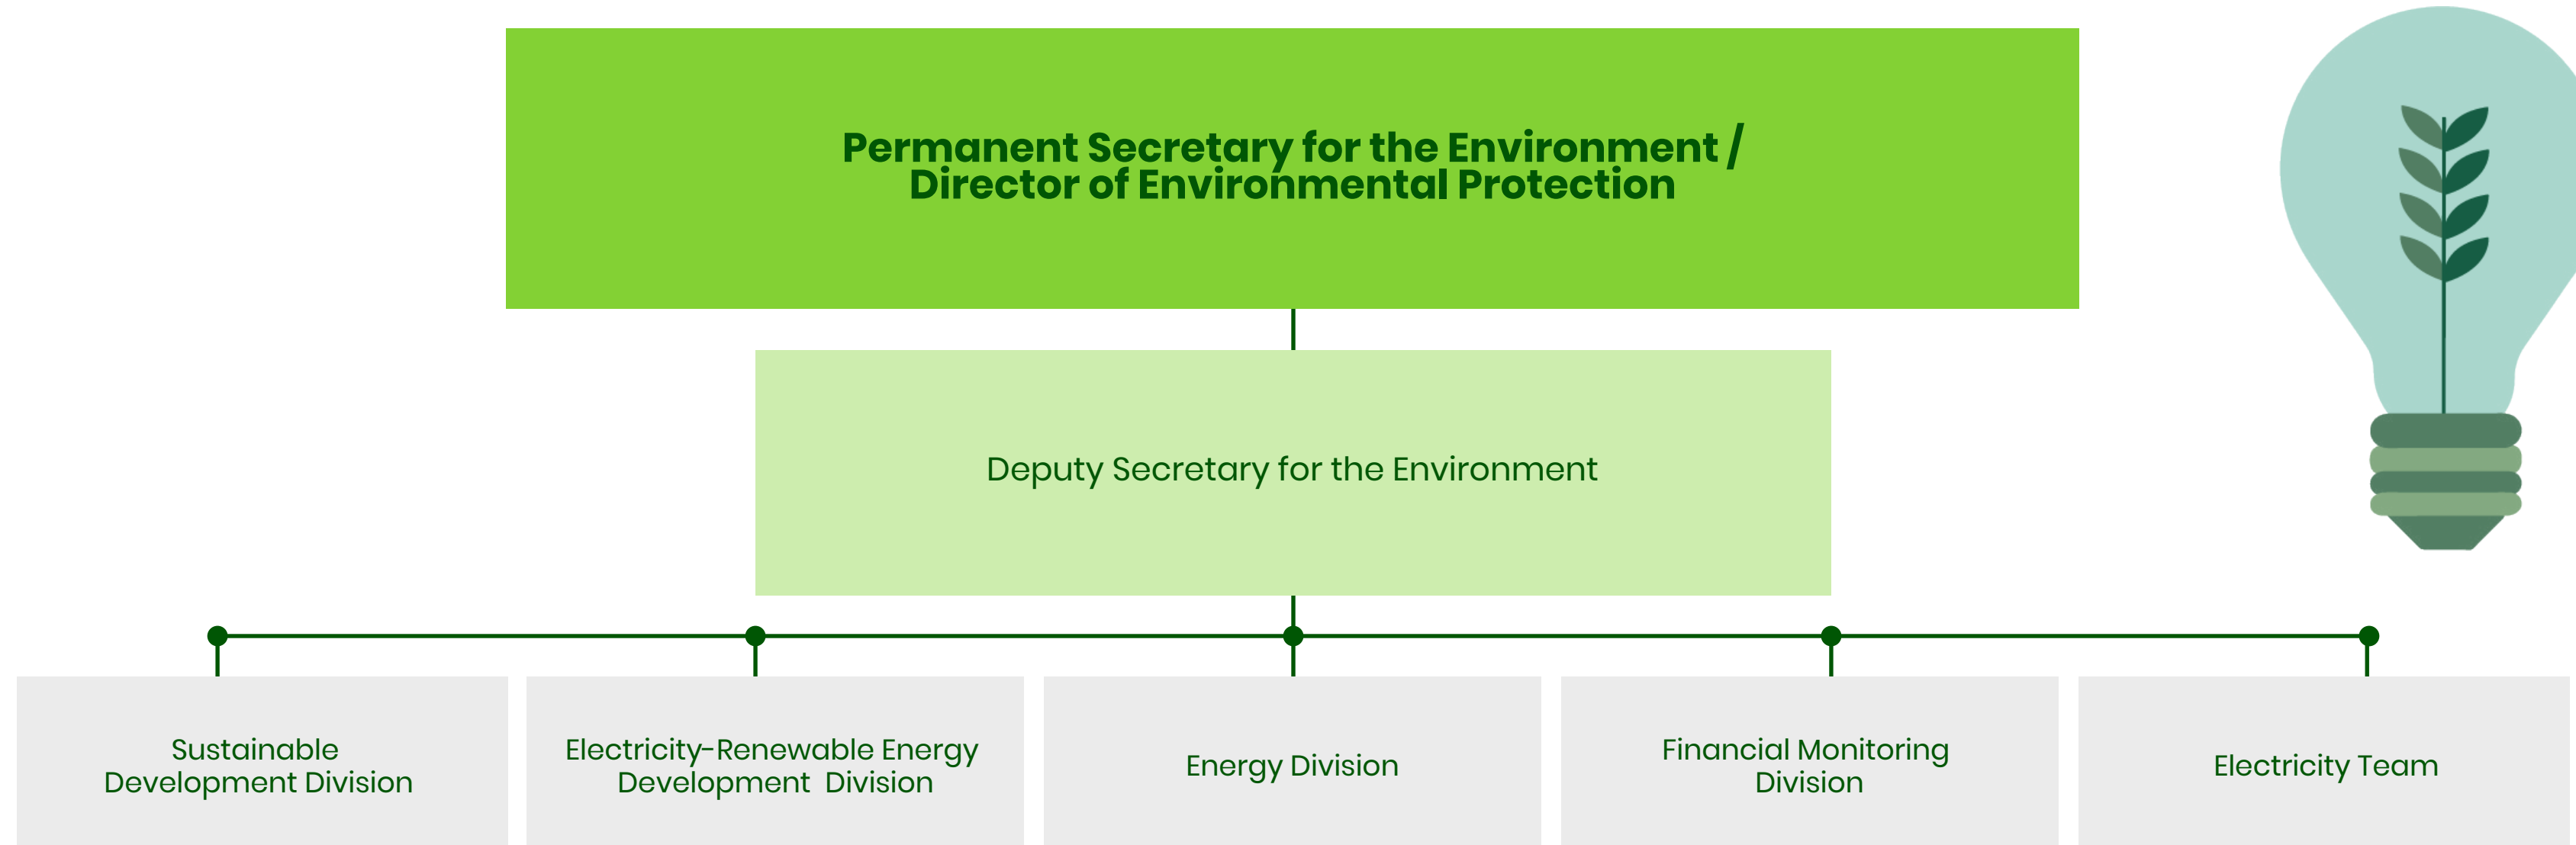 Permanent Secretary for the Environment /
Director of Environmental Protection
Deputy Secretary for the Environment
Sustainable
Development Division
Electricity-Renewable Energy
Development  Division
Energy Division
Financial Monitoring
Division
Electricity Team